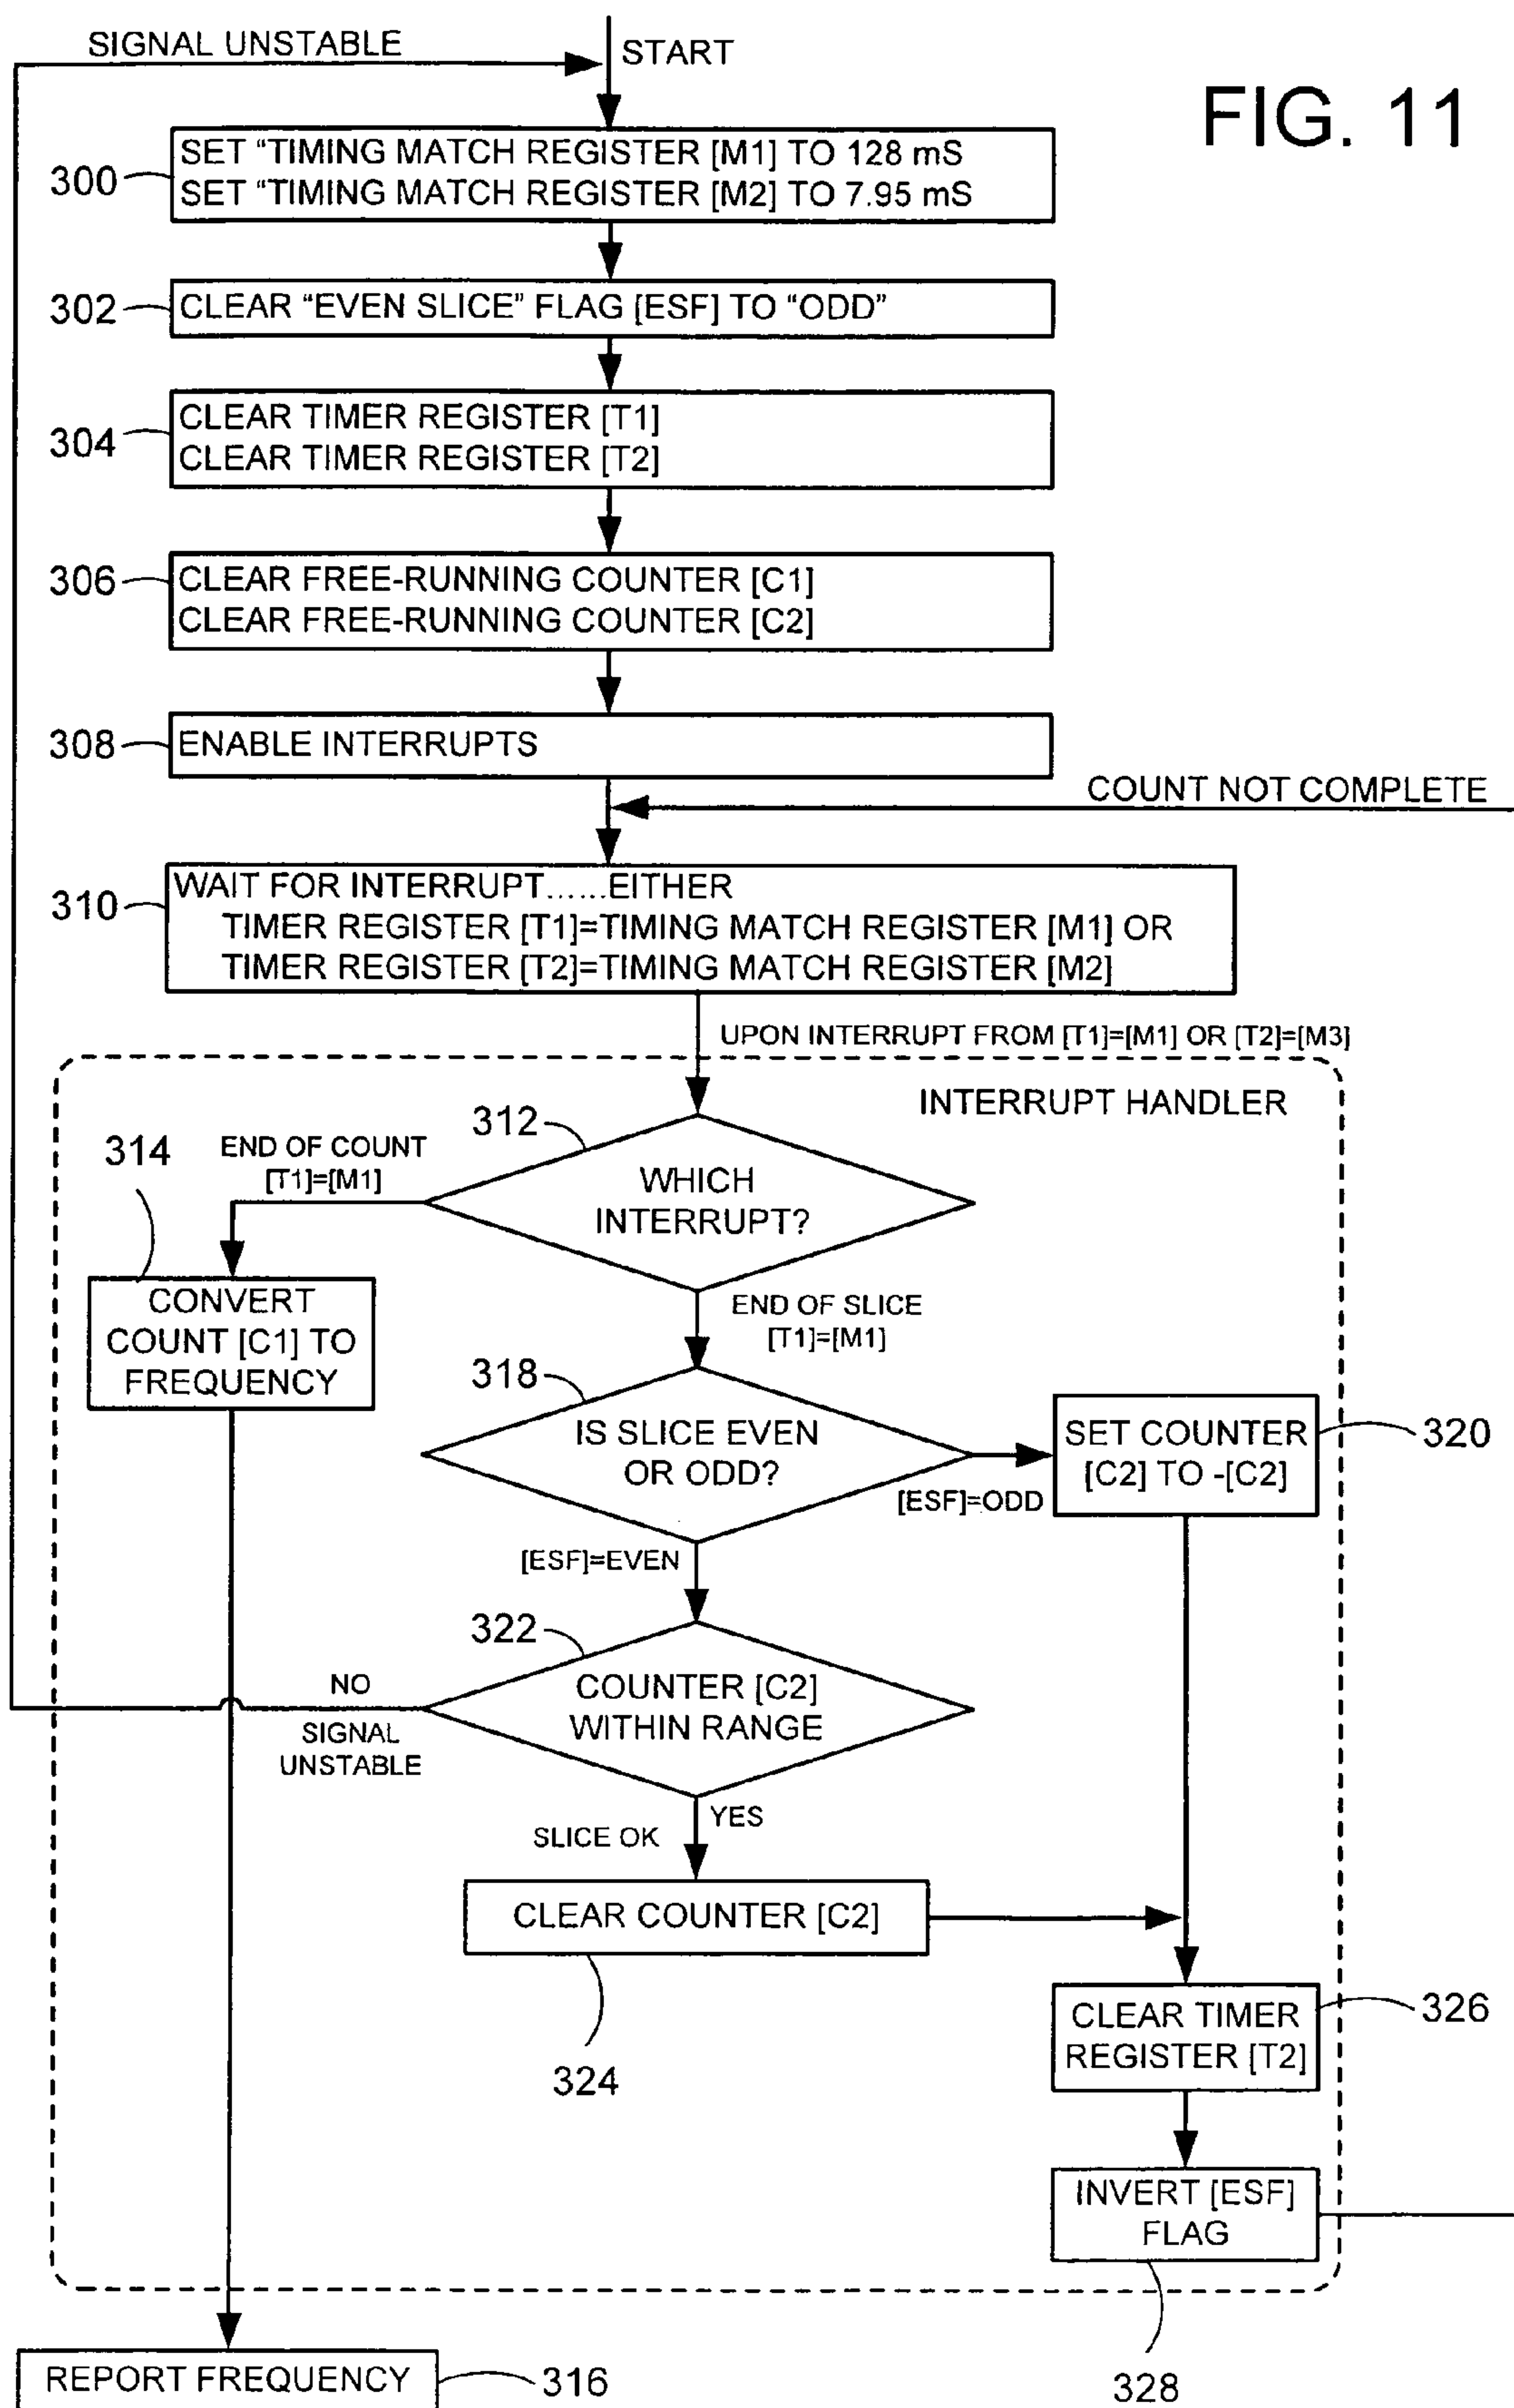 SIGNAL UNSTABLE
START
FIG. 11
300
SET “TIMING MATCH REGISTER [M1] TO 128 mS
SET “TIMING MATCH REGISTER [M2] TO 7.95 mS
302
CLEAR “EVEN SLICE” FLAG [ESF] TO “ODD”
304
CLEAR TIMER REGISTER [T1]
CLEAR TIMER REGISTER [T2]
306
CLEAR FREE-RUNNING COUNTER [C1]
CLEAR FREE-RUNNING COUNTER [C2]
308
ENABLE INTERRUPTS
COUNT NOT COMPLETE
310
WAIT FOR INTERRUPT......EITHER
TIMER REGISTER [T1]=TIMING MATCH REGISTER [M1] OR
TIMER REGISTER [T2]=TIMING MATCH REGISTER [M2]
UPON INTERRUPT FROM [T1]=[M1] OR [T2]=[M3]
INTERRUPT HANDLER
312
WHICH
INTERRUPT?
END OF COUNT
[T1]=[M1]
314
CONVERT
COUNT [C1] TO
FREQUENCY
END OF SLICE
[T1]=[M1]
318
IS SLICE EVEN
OR ODD?
[ESF]=ODD
SET COUNTER
[C2] TO -[C2]
320
[ESF]=EVEN
322
COUNTER [C2]
WITHIN RANGE
NO
SIGNAL
UNSTABLE
YES
SLICE OK
CLEAR COUNTER [C2]
324
CLEAR TIMER
REGISTER [T2]
326
INVERT [ESF]
FLAG
328
REPORT FREQUENCY
316